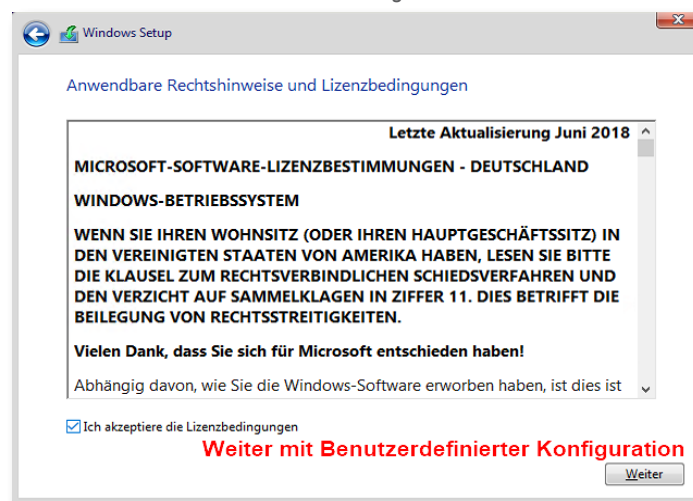 Windows Setup
Anwendbare Rechtshinweise und Lizenzbedingungen
Letzte Aktualisierung Juni 2018
MICROSOFT-SOFTWARE-LIZENZBESTIMMUNGEN - DEUTSCHLAND
WINDOWS-BETRIEBSSYSTEM
WENN SIE IHREN WOHNSITZ (ODER IHREN HAUPTGESCHÄFTSSITZ) IN
DEN VEREINIGTEN STAATEN VON AMERIKA HABEN, LESEN SIE BITTE
DIE KLAUSEL ZUM RECHTSVERBINDLICHEN SCHIEDSVERFAHREN UND
DEN VERZICHT AUF SAMMELKLAGEN IN ZIFFER 11. DIES BETRIFFT DIE
BEILEGUNG VON RECHTSSTREITIGKEITEN.
Vielen Dank, dass Sie sich für Microsoft entschieden haben!
Abhängig davon, wie Sie die Windows-Software erworben haben, ist dies ist
Ich akzeptiere die Lizenzbedingungen
Weiter mit Benutzerdefinierter Konfiguration
Weiter